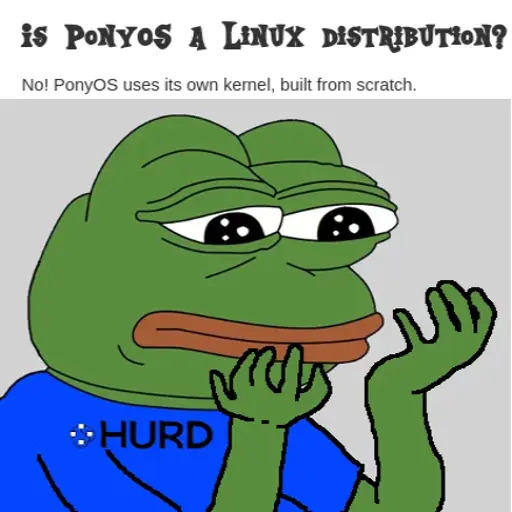 is PonyOS a Linux distribution?
No! PonyOS uses its own kernel, built from scratch.
HURD